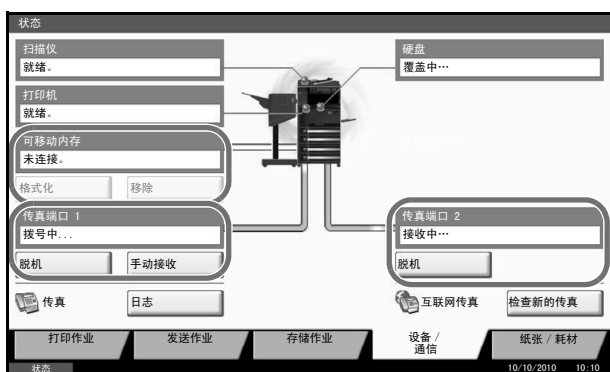 状态
扫描仪
就绪。
硬盘
覆盖中…
打印机
就绪。
可移动内存
未连接。
格式化
移除
传真端口 1
拨号中...
脱机
手动接收
传真端口 2
接收中…
脱机
传真
日志
互联网传真
检查新的传真
打印作业
发送作业
存储作业
设备 /
通信
纸张 / 耗材
状态
10/10/2010 10:10